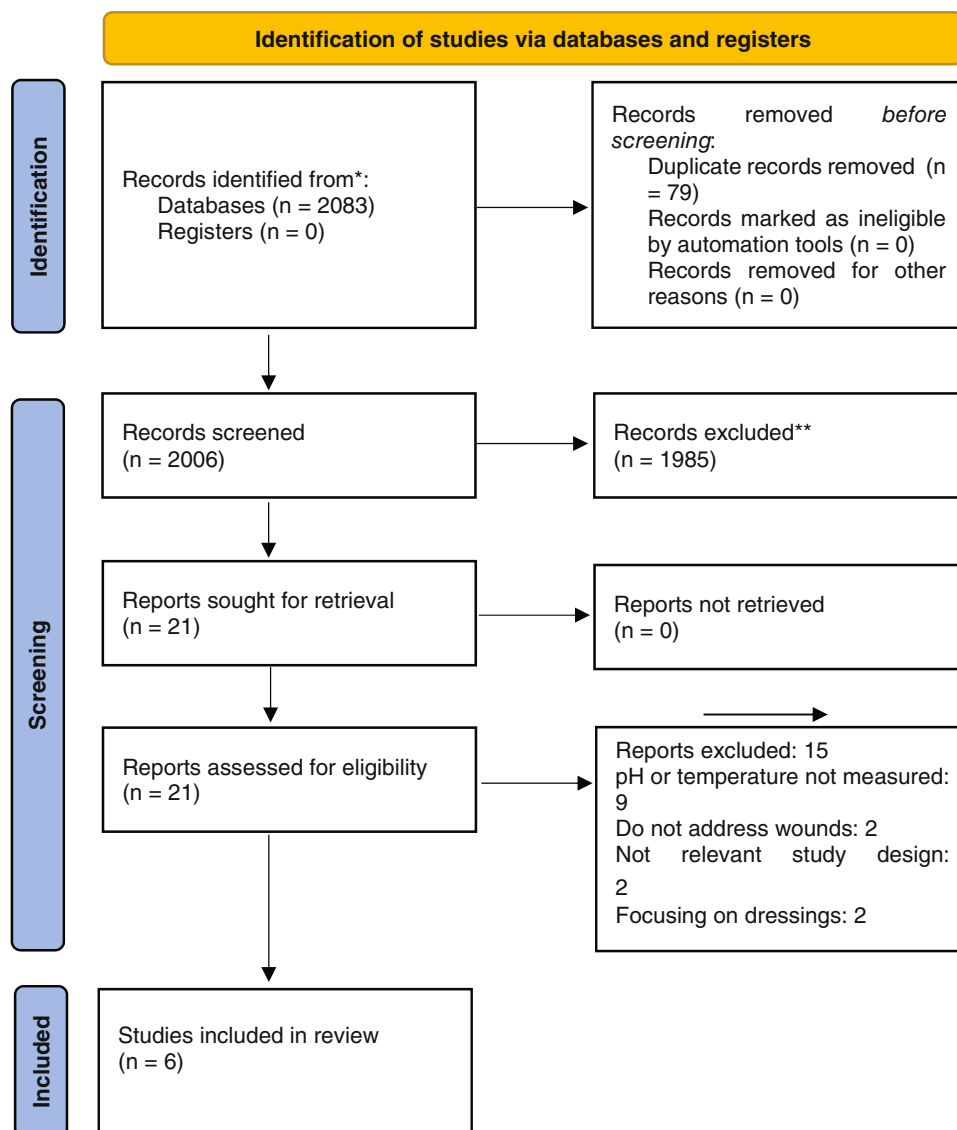 Identification of studies via databases and registers
Identification
Records identified from*:
Databases (n = 2083)
Registers (n = 0)
Records removed before
screening:
Duplicate records removed (n
= 79)
Records marked as ineligible
by automation tools (n = 0)
Records removed for other
reasons (n = 0)
Screening
Records screened
(n = 2006)
Records excluded**
(n = 1985)
Reports sought for retrieval
(n = 21)
Reports not retrieved
(n = 0)
Reports assessed for eligibility
(n = 21)
Reports excluded: 15
pH or temperature not measured:
9
Do not address wounds: 2
Not relevant study design:
2
Focusing on dressings: 2
Included
Studies included in review
(n = 6)